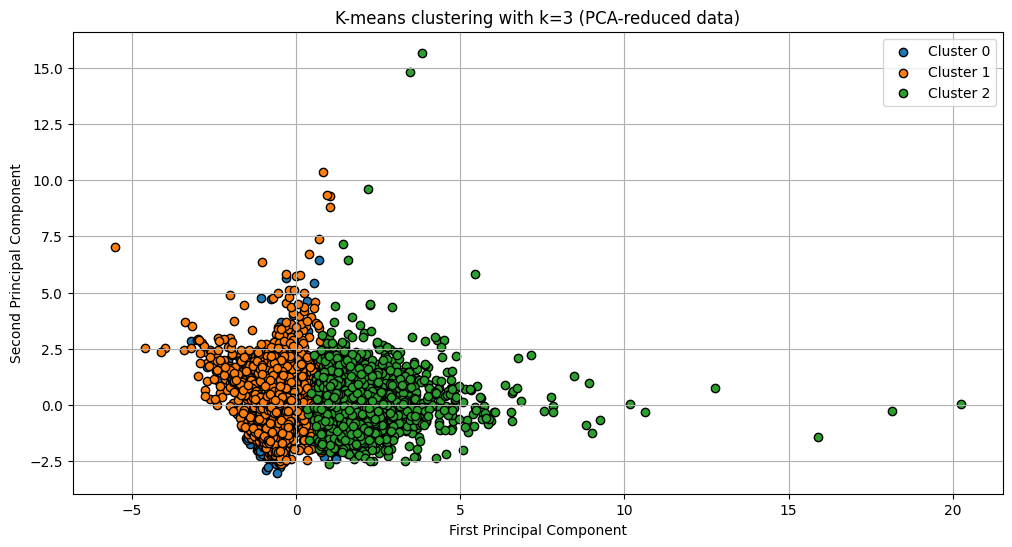 K-means clustering with k=3 (PCA-reduced data)
Cluster 0
Cluster 1
Cluster 2
Second Principal Component
15.0
12.5
10.0
7.5
5.0
2.5
0.0
−2.5
−5
0
5
10
15
20
First Principal Component